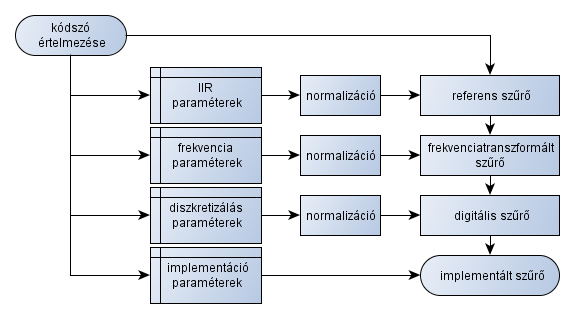 kódszó
értelmezése
IIR
paraméterek
normalizáció
referens szűrő
frekvencia
paraméterek
normalizáció
frekvenciatranszformált
szűrő
diszkretizálás
paraméterek
normalizáció
digitális szűrő
implementáció
paraméterek
implementált szűrő